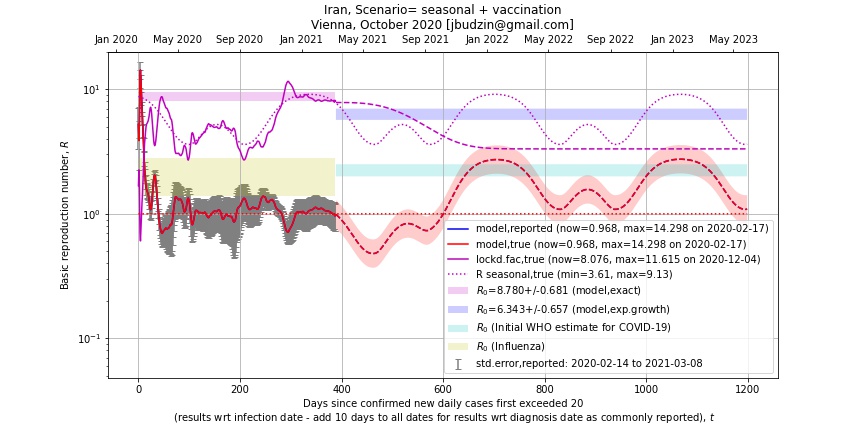 Iran, Scenario= seasonal + vaccination
Vienna, October 2020 [jbudzin@gmail.com]
Jan 2020 May 2020 Sep 2020 Jan 2021 May 2021 Sep 2021 Jan 2022 May 2022 Sep 2022 Jan 2023 May 2023
Basic reproduction number, R
10¹
10⁰
10⁻¹
model,reported (now=0.968, max=14.298 on 2020-02-17)
model,true (now=0.968, max=14.298 on 2020-02-17)
lockd.fac,true (now=8.076, max=11.615 on 2020-12-04)
R seasonal,true (min=3.61, max=9.13)
R₀=8.780+/-0.681 (model,exact)
R₀=6.343+/-0.657 (model,exp.growth)
R₀ (Initial WHO estimate for COVID-19)
R₀ (Influenza)
std.error,reported: 2020-02-14 to 2021-03-08
0 200 400 600 800 1000 1200
Days since confirmed new daily cases first exceeded 20
(results wrt infection date - add 10 days to all dates for results wrt diagnosis date as commonly reported), t